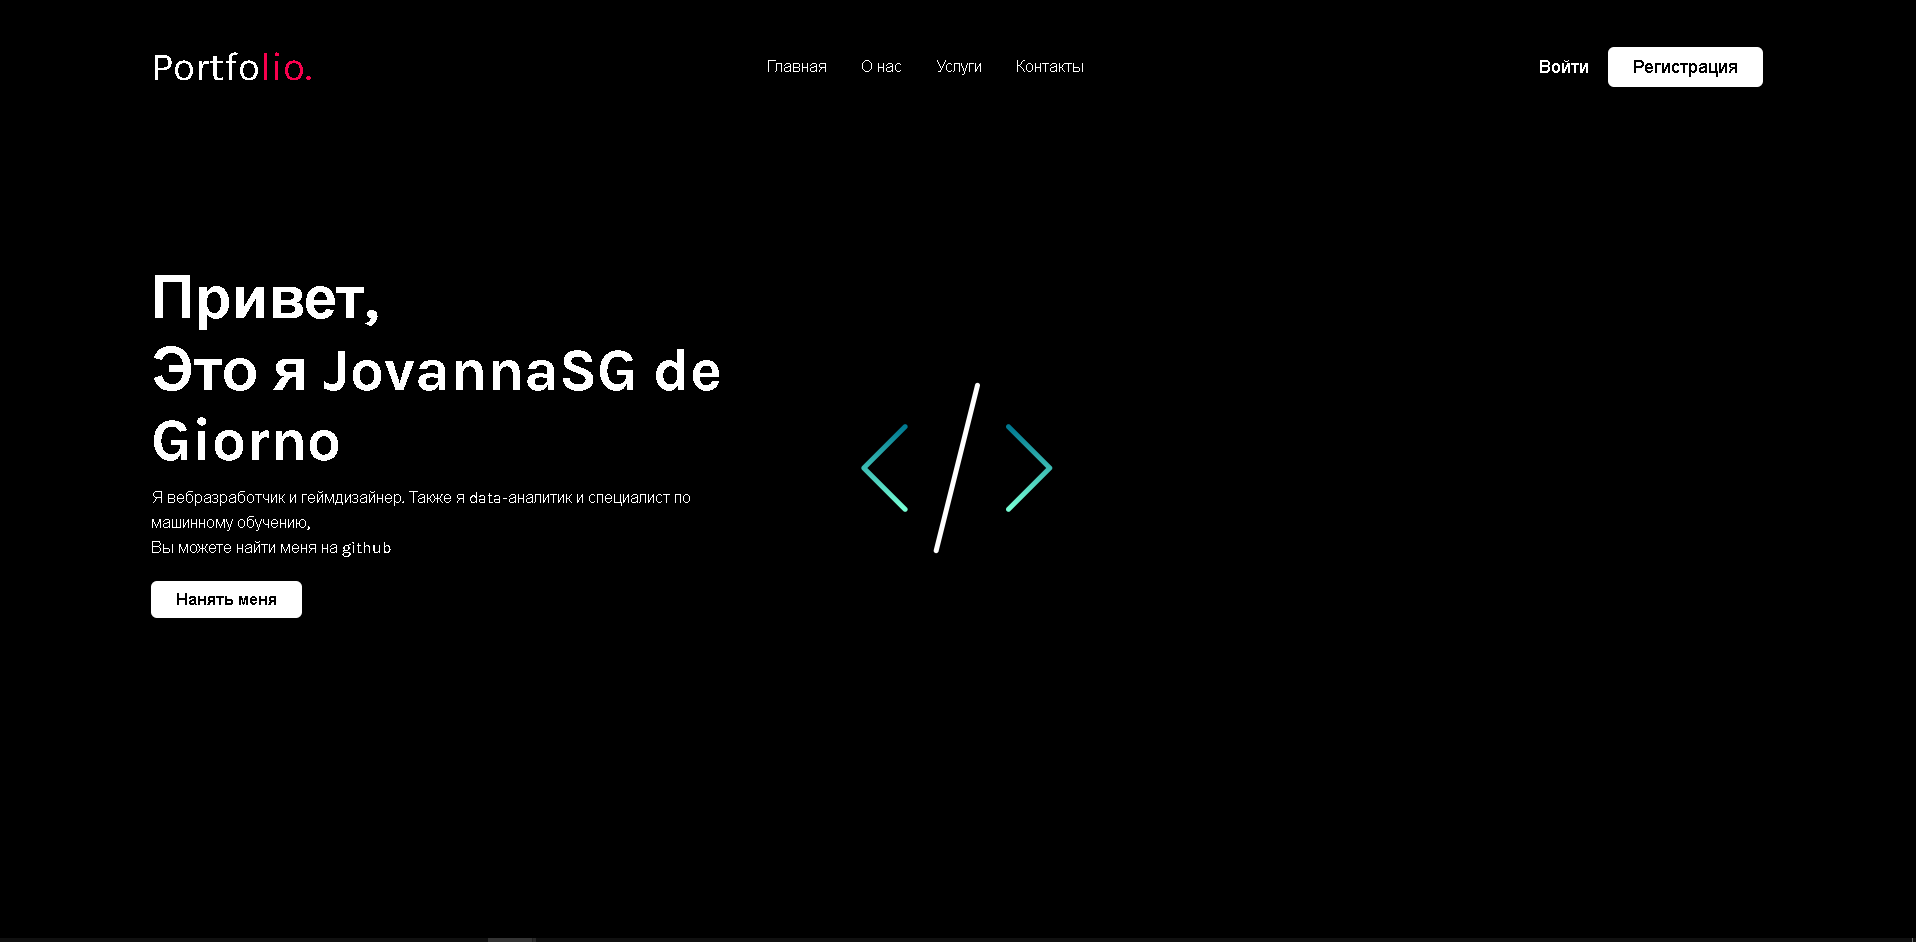 Portfolio.
Главная О нас Услуги Контакты
Войти Регистрация
Привет,
Это я JovannaSG de
Giorno
Я вебразработчик и геймдизайнер. Также я data-аналитик и специалист по
машинному обучению,
Вы можете найти меня на github
Нанять меня